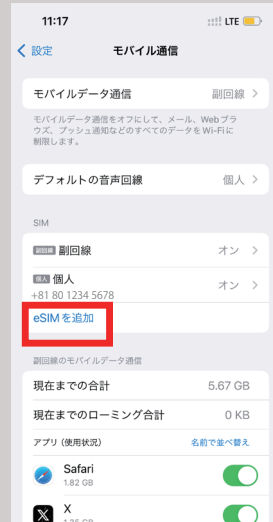 11:17
LTE
設定
モバイル通信
モバイルデータ通信
副回線
モバイルデータ通信をオフにして、メール、Webブラ
ウズ、プッシュ通知などのすべてのデータをWi-Fiに
制限します。
デフォルトの音声回線
個人
SIM
副回線 副回線
オン
個人 個人
オン
+81 80 1234 5678
eSIMを追加
副回線のモバイルデータ通信
現在までの合計
5.67 GB
現在までのローミング合計
0 KB
アプリ (使用状況)
名前で並べ替え
Safari
1.82 GB
X